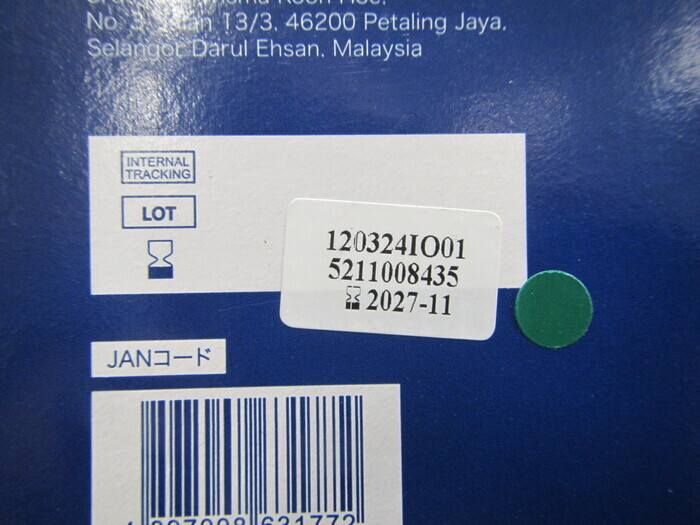 No. 3, Jalan 13/3, 46200 Petaling Jaya,
Selangor Darul Ehsan, Malaysia
INTERNAL
TRACKING
LOT
120324IO01
5211008435
2027-11
JANコード